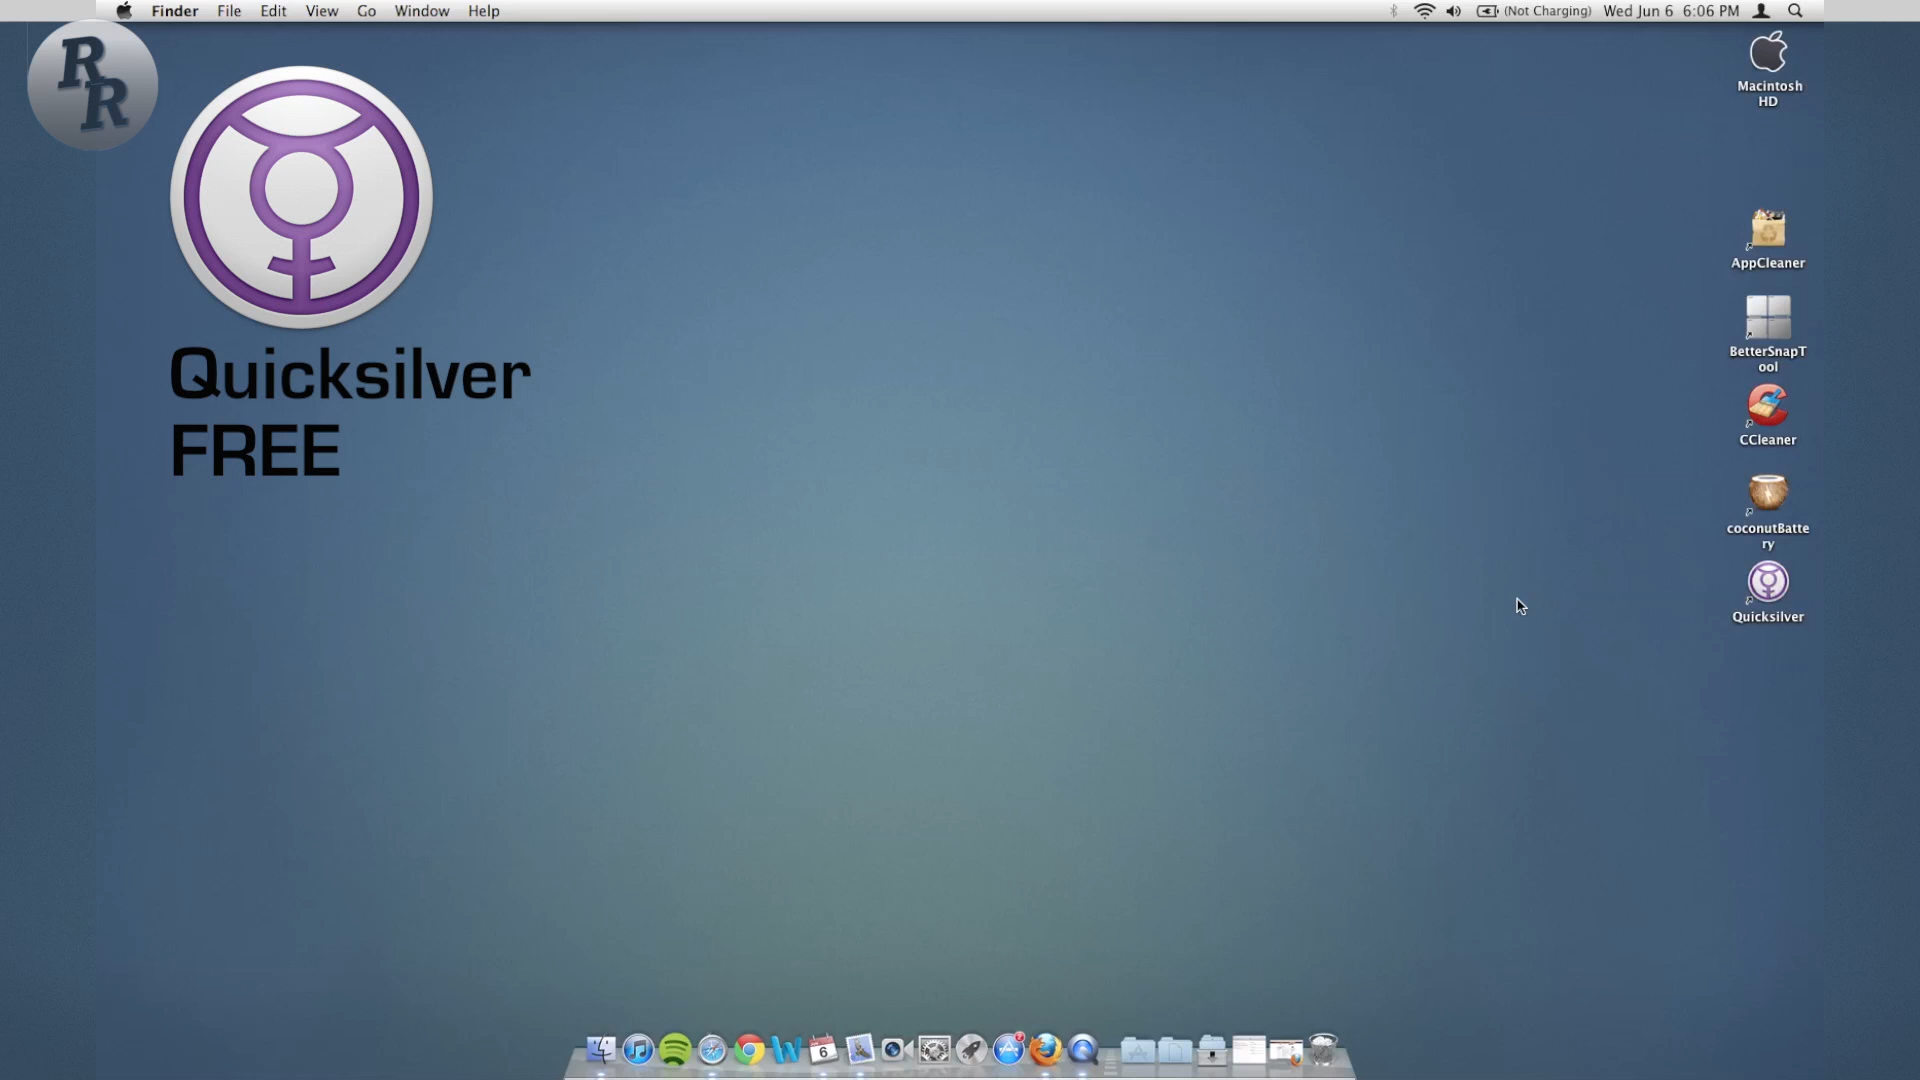 Finder File Edit View Go Window Help
(Not Charging) Wed Jun 6 6:06 PM
R
R
Macintosh
HD
Quicksilver
FREE
AppCleaner
BetterSnapT
ool
CCleaner
coconutBatte
ry
Quicksilver
6